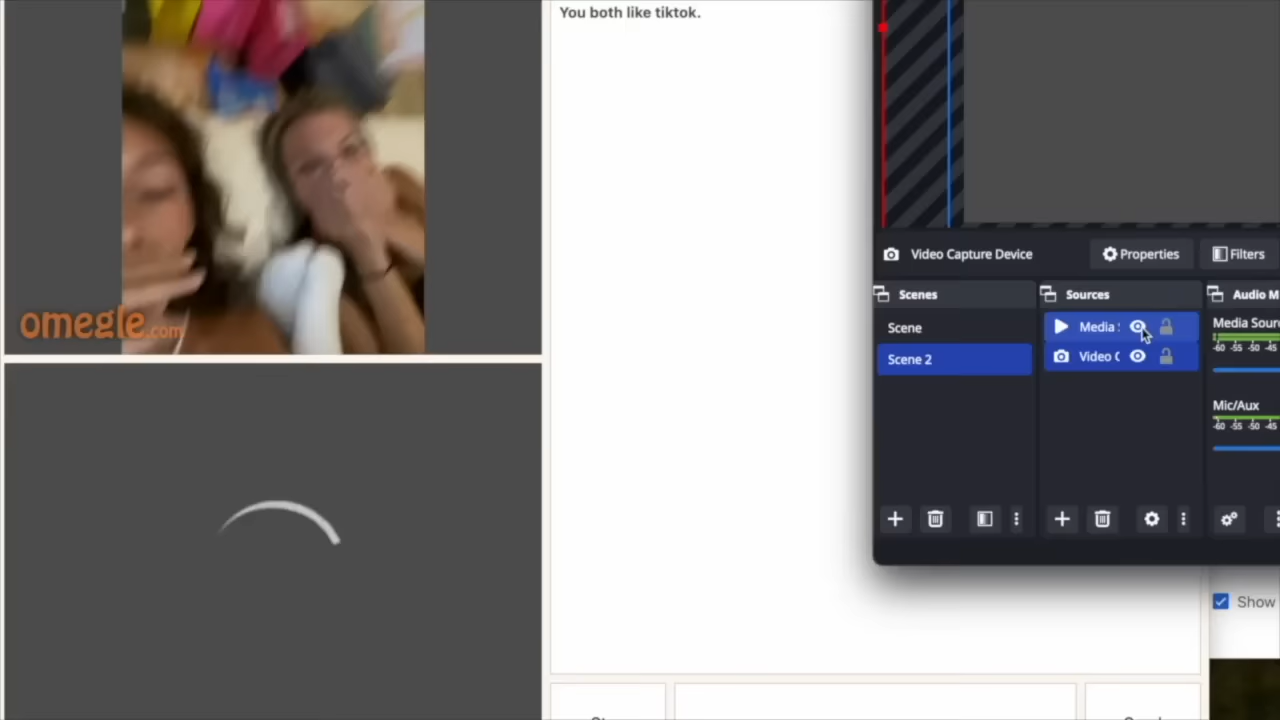 You both like tiktok.
omegle.com
Video Capture Device
Properties
Filters
Scenes
Sources
Audio M
Scene
Scene 2
Media
Video C
Media Sour
-60 -55 -50 -45
Mic/Aux
-60 -55 -50 -45
Show